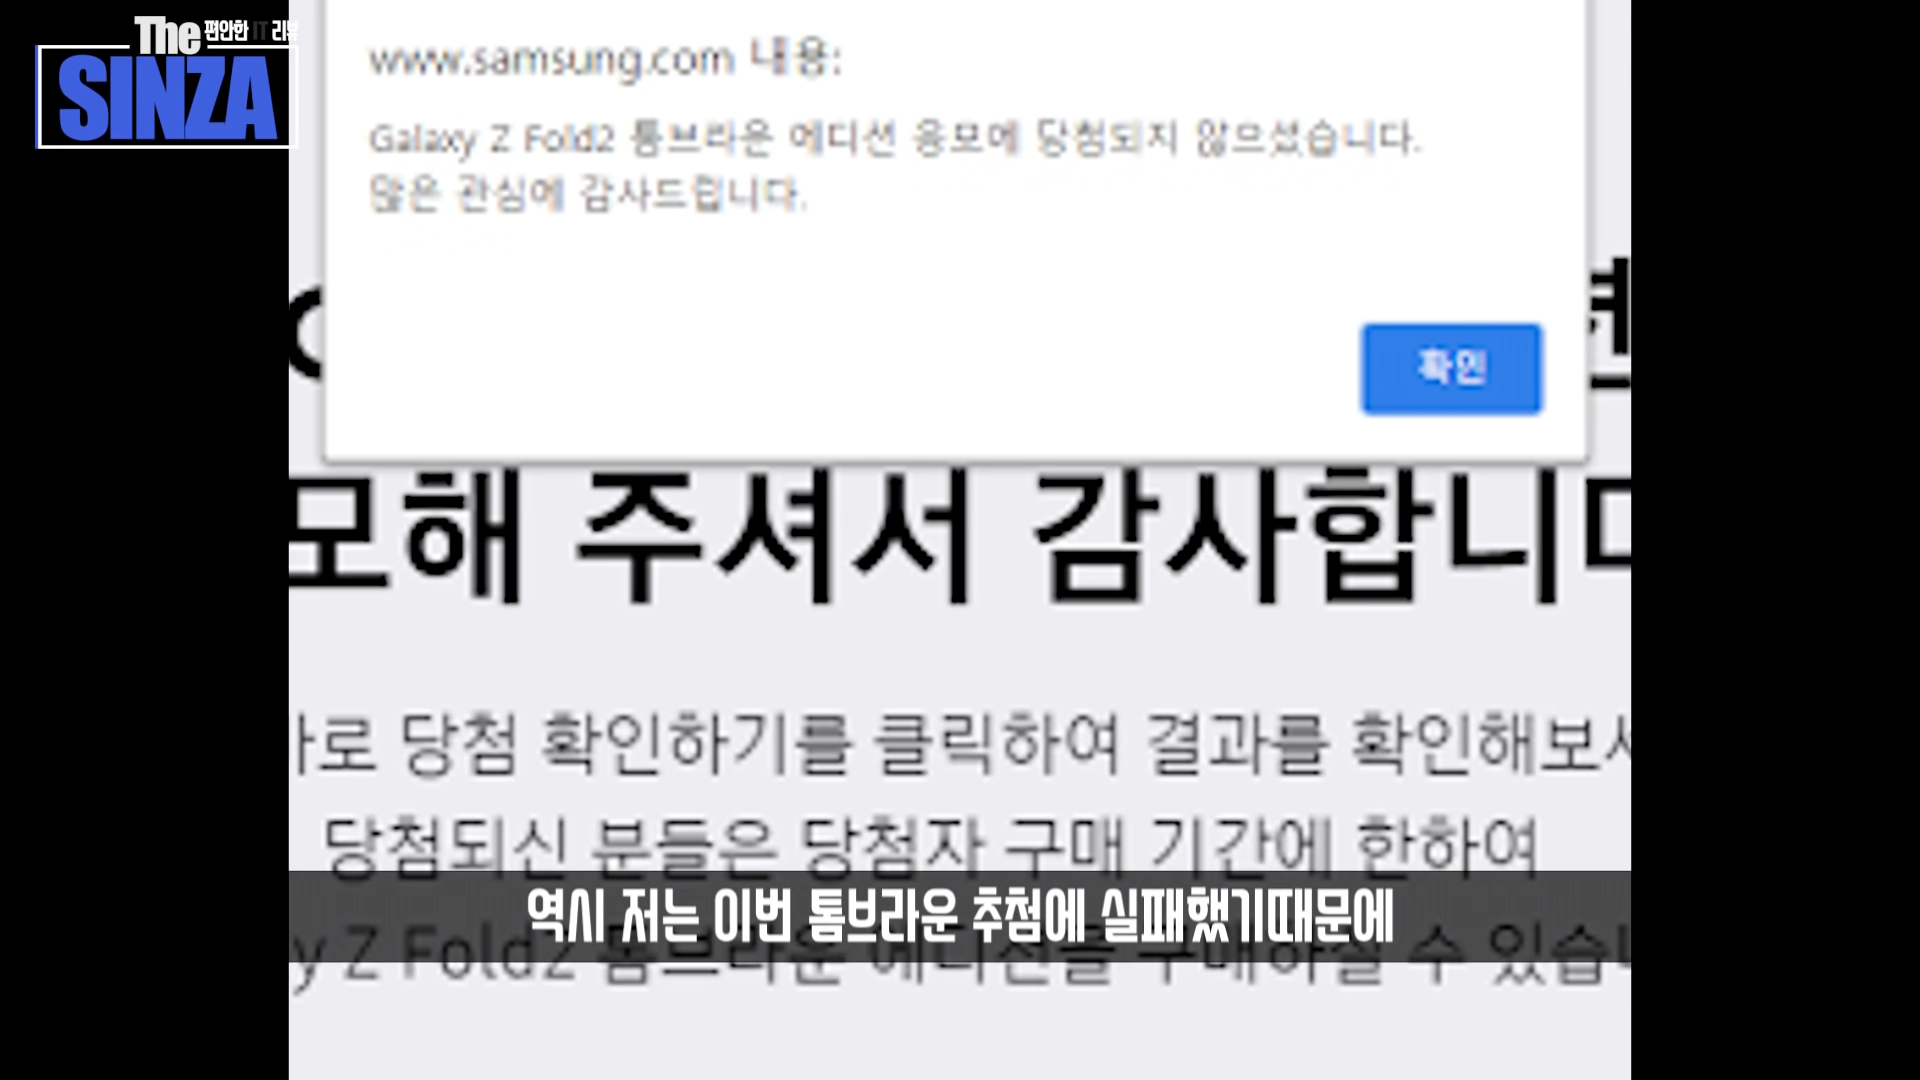 The 편안한 IT 리뷰
SINZA
www.samsung.com 내용:
Galaxy Z Fold2 톰브라운 에디션 응모에 당첨되지 않으셨습니다.
많은 관심에 감사드립니다.
확인
모해 주셔서 감사합니다
로 당첨 확인하기를 클릭하여 결과를 확인해보세
당첨되신 분들은 당첨자 구매 기간에 한하여
역시 저는 이번 톰브라운 추첨에 실패했기때문에
y Z Fold2 톰브라운 에디션을 구매하실 수 있습니